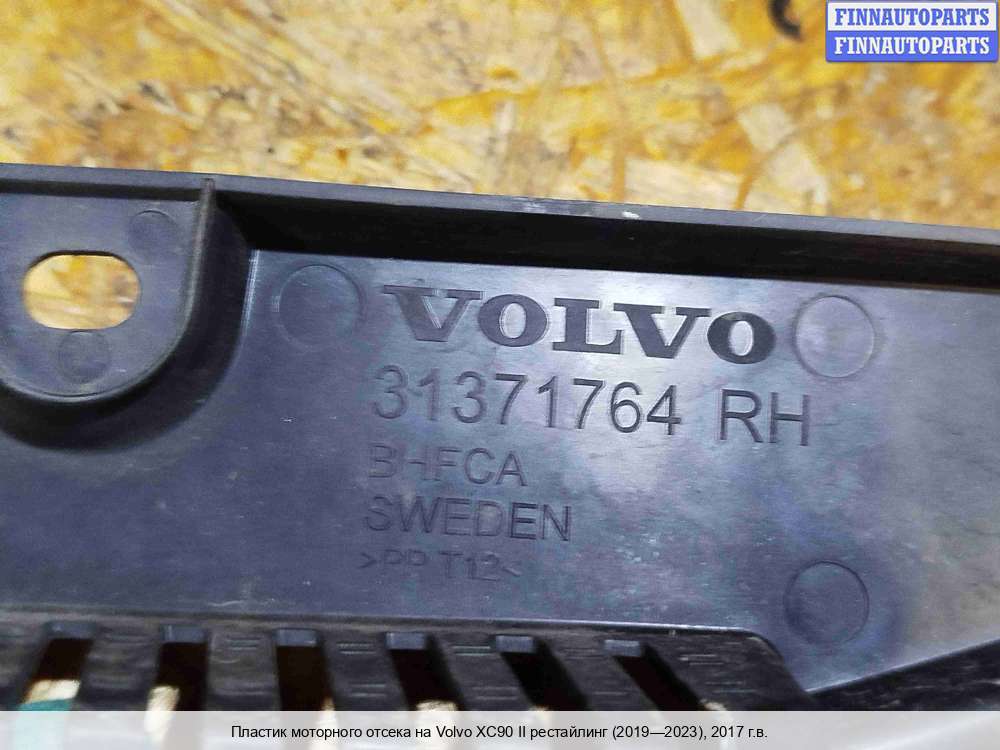 FINNAUTOPARTS
FINNAUTOPARTS
VOLVO
31371764 RH
BHFCA
SWEDEN
>PP T12<
Пластик моторного отсека на Volvo XC90 II рестайлинг (2019—2023), 2017 г.в.